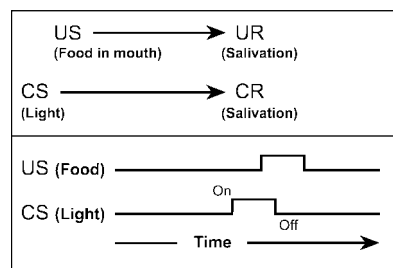 US UR
(Food in mouth) (Salivation)
CS CR
(Light) (Salivation)
US (Food)
On
CS (Light)
Off
Time